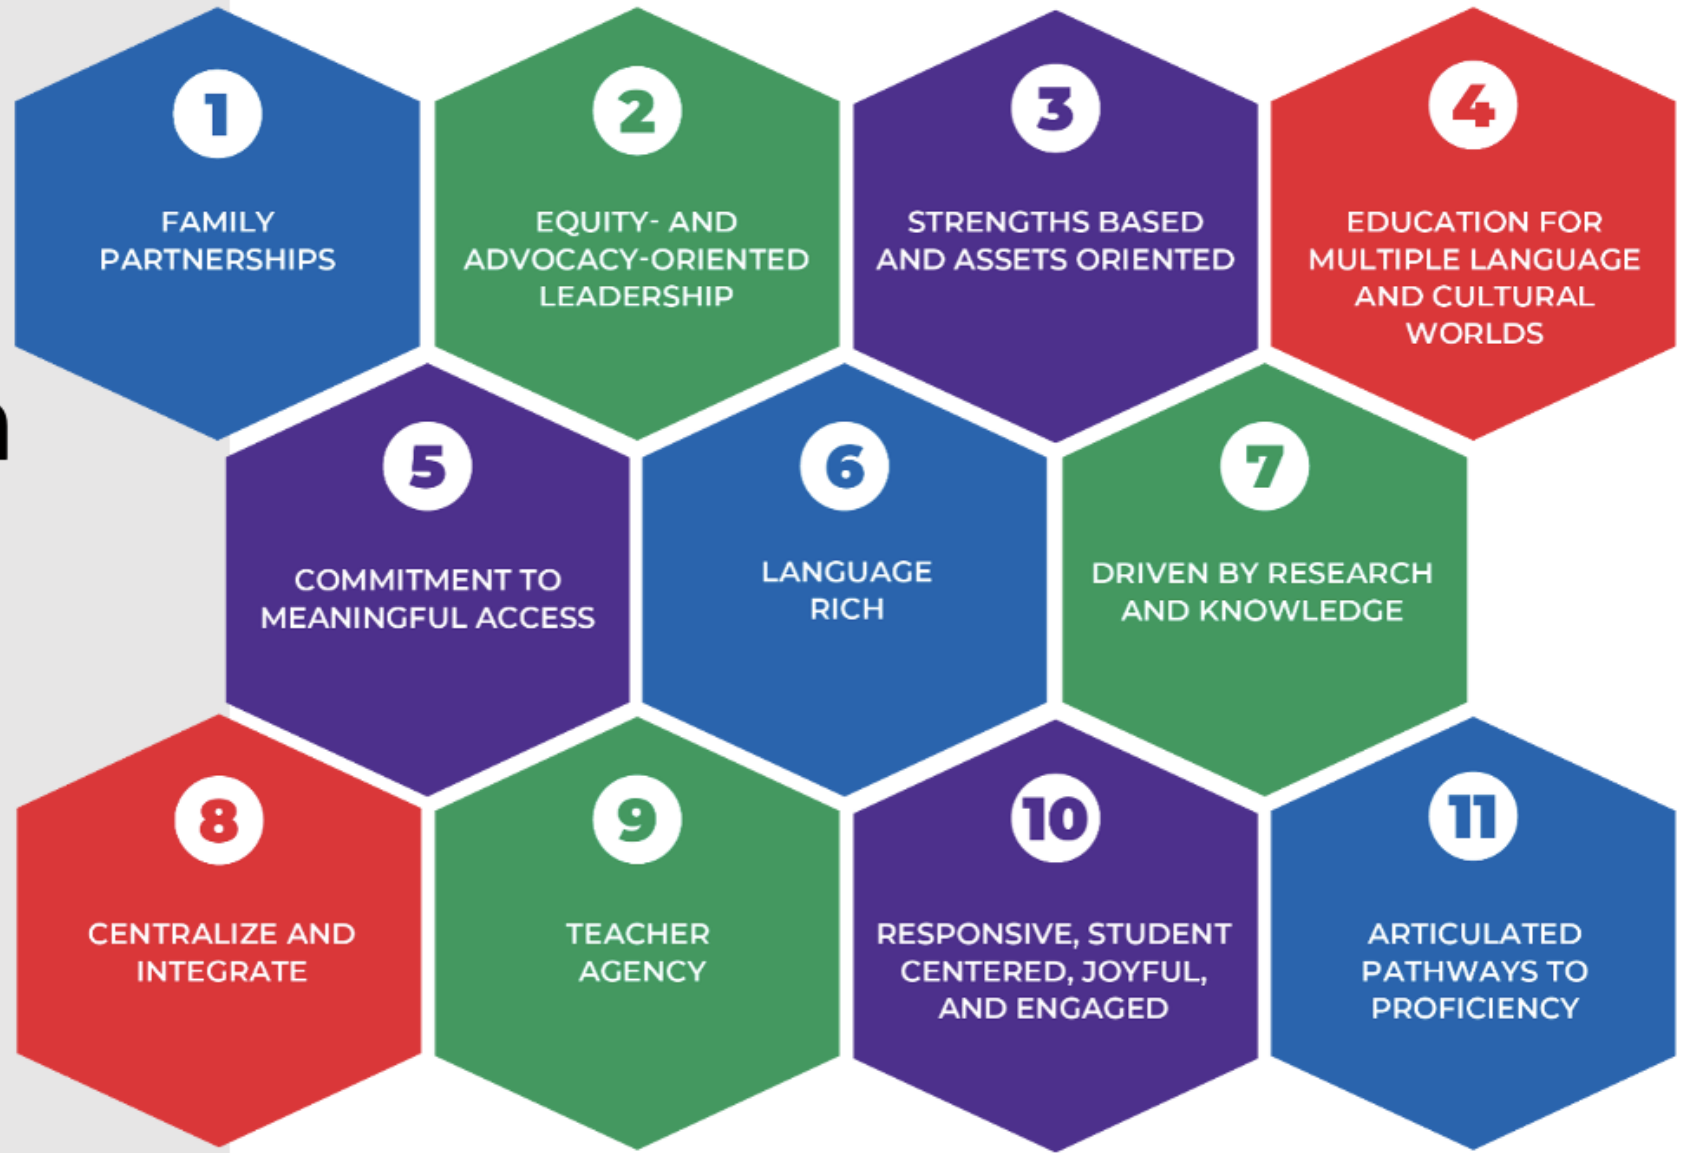 1
FAMILY
PARTNERSHIPS
2
EQUITY- AND
ADVOCACY-ORIENTED
LEADERSHIP
3
STRENGTHS BASED
AND ASSETS ORIENTED
4
EDUCATION FOR
MULTIPLE LANGUAGE
AND CULTURAL
WORLDS
5
COMMITMENT TO
MEANINGFUL ACCESS
6
LANGUAGE
RICH
7
DRIVEN BY RESEARCH
AND KNOWLEDGE
8
CENTRALIZE AND
INTEGRATE
9
TEACHER
AGENCY
10
RESPONSIVE, STUDENT
CENTERED, JOYFUL,
AND ENGAGED
11
ARTICULATED
PATHWAYS TO
PROFICIENCY